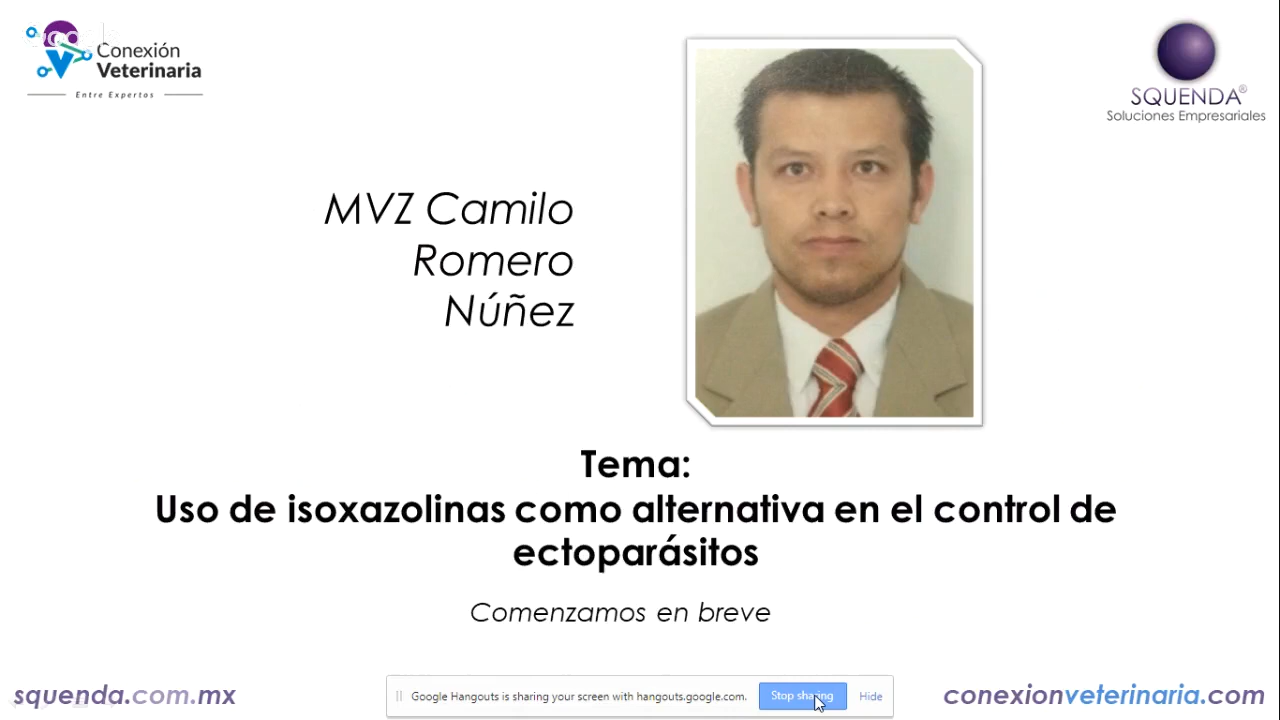 Conexión
Veterinaria
Entre Expertos
SQUENDA®
Soluciones Empresariales
MVZ Camilo
Romero
Núñez
Tema:
Uso de isoxazolinas como alternativa en el control de
ectoparásitos
Comenzamos en breve
squenda.com.mx
Google Hangouts is sharing your screen with hangouts.google.com.
Stop sharing
Hide
conexionveterinaria.com